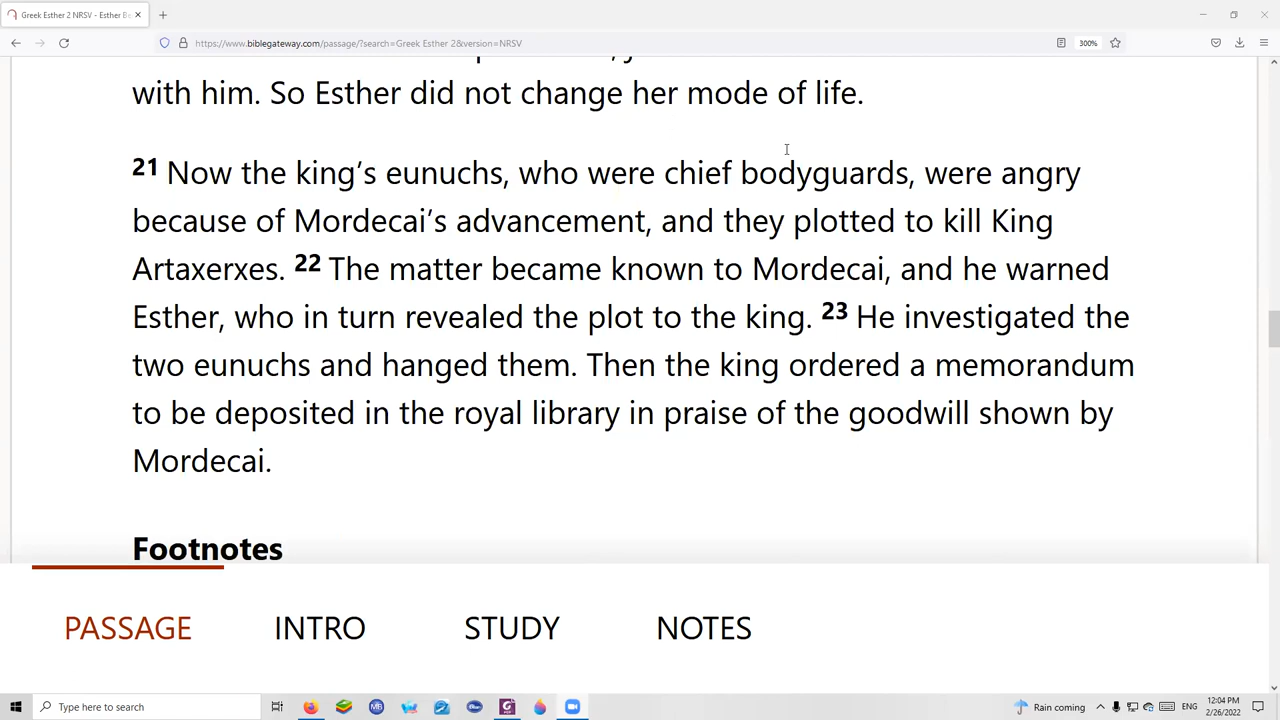 Greek Esther 2 NRSV - Esther Be
https://www.biblegateway.com/passage/?search=Greek Esther 2&version=NRSV
300%
with him. So Esther did not change her mode of life.
21 Now the king’s eunuchs, who were chief bodyguards, were angry
because of Mordecai’s advancement, and they plotted to kill King
Artaxerxes. 22 The matter became known to Mordecai, and he warned
Esther, who in turn revealed the plot to the king. 23 He investigated the
two eunuchs and hanged them. Then the king ordered a memorandum
to be deposited in the royal library in praise of the goodwill shown by
Mordecai.
Footnotes
PASSAGE INTRO STUDY NOTES
Type here to search
Rain coming
ENG
12:04 PM
2/26/2022